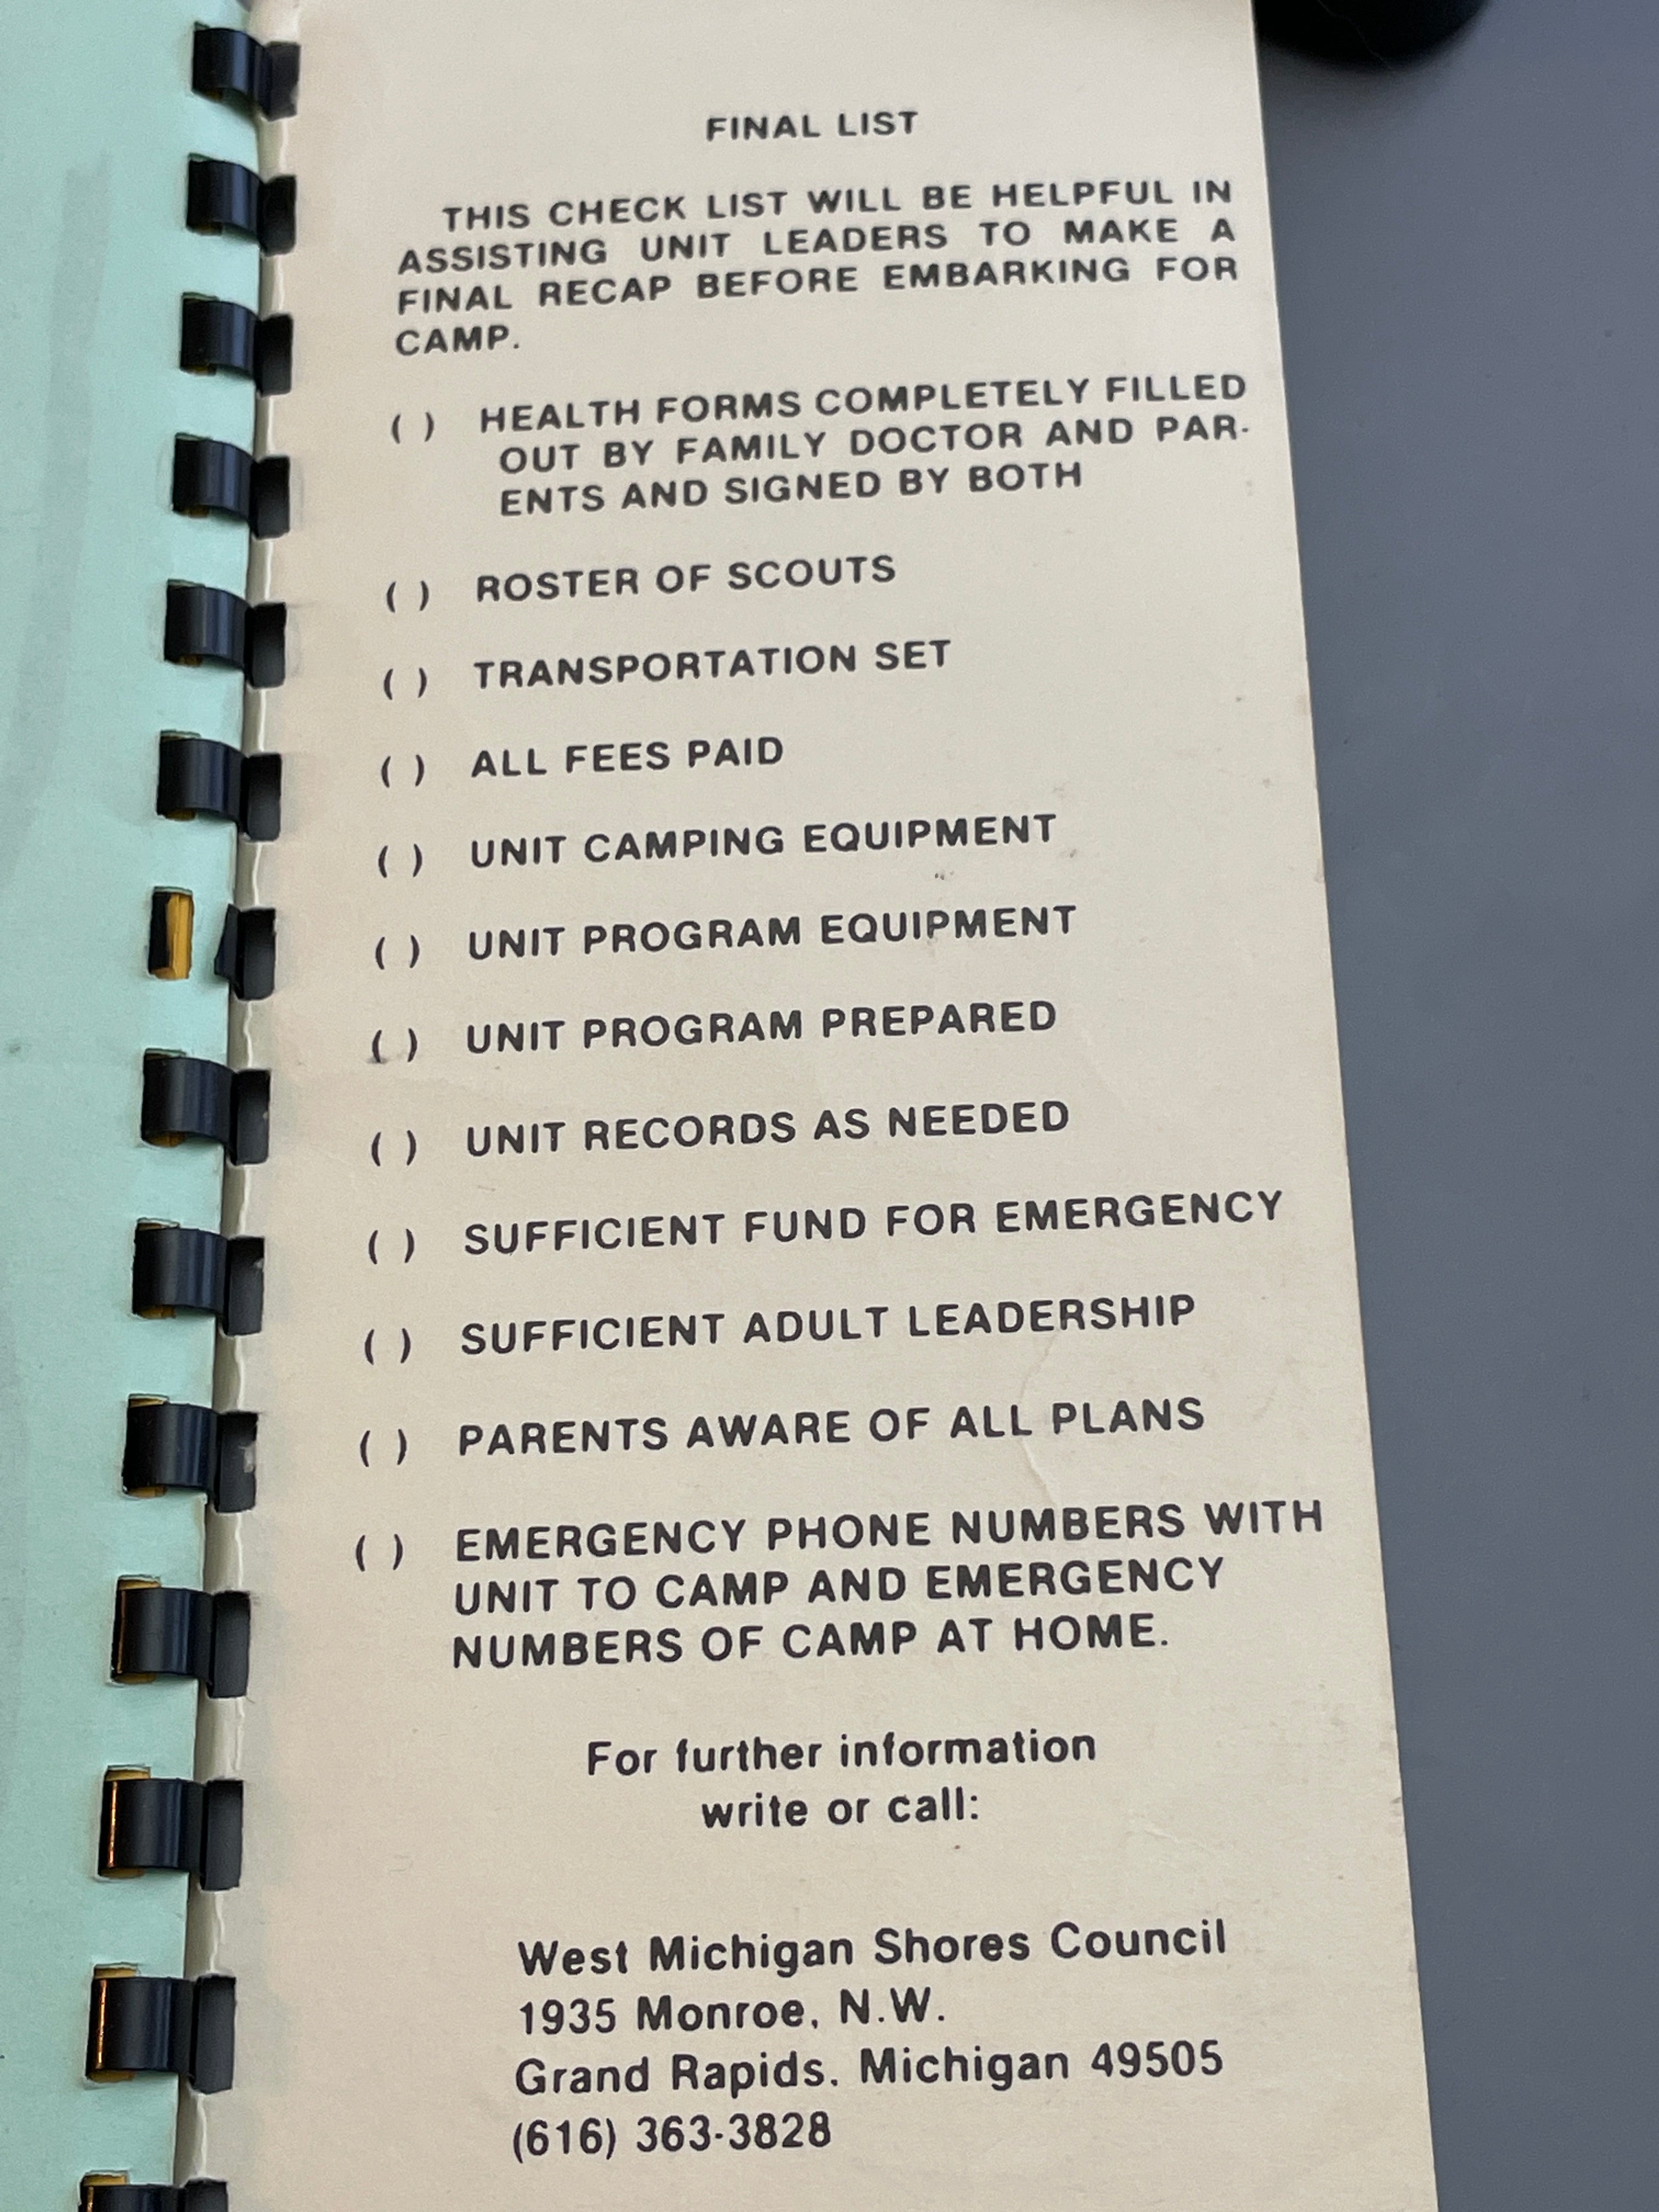 FINAL LIST
THIS CHECK LIST WILL BE HELPFUL IN
ASSISTING UNIT LEADERS TO MAKE A
FINAL RECAP BEFORE EMBARKING FOR
CAMP.
( ) HEALTH FORMS COMPLETELY FILLED
OUT BY FAMILY DOCTOR AND PAR-
ENTS AND SIGNED BY BOTH
( ) ROSTER OF SCOUTS
( ) TRANSPORTATION SET
( ) ALL FEES PAID
( ) UNIT CAMPING EQUIPMENT
( ) UNIT PROGRAM EQUIPMENT
( ) UNIT PROGRAM PREPARED
( ) UNIT RECORDS AS NEEDED
( ) SUFFICIENT FUND FOR EMERGENCY
( ) SUFFICIENT ADULT LEADERSHIP
( ) PARENTS AWARE OF ALL PLANS
( ) EMERGENCY PHONE NUMBERS WITH
UNIT TO CAMP AND EMERGENCY
NUMBERS OF CAMP AT HOME.
For further information
write or call:
West Michigan Shores Council
1935 Monroe, N.W.
Grand Rapids, Michigan 49505
(616) 363-3828